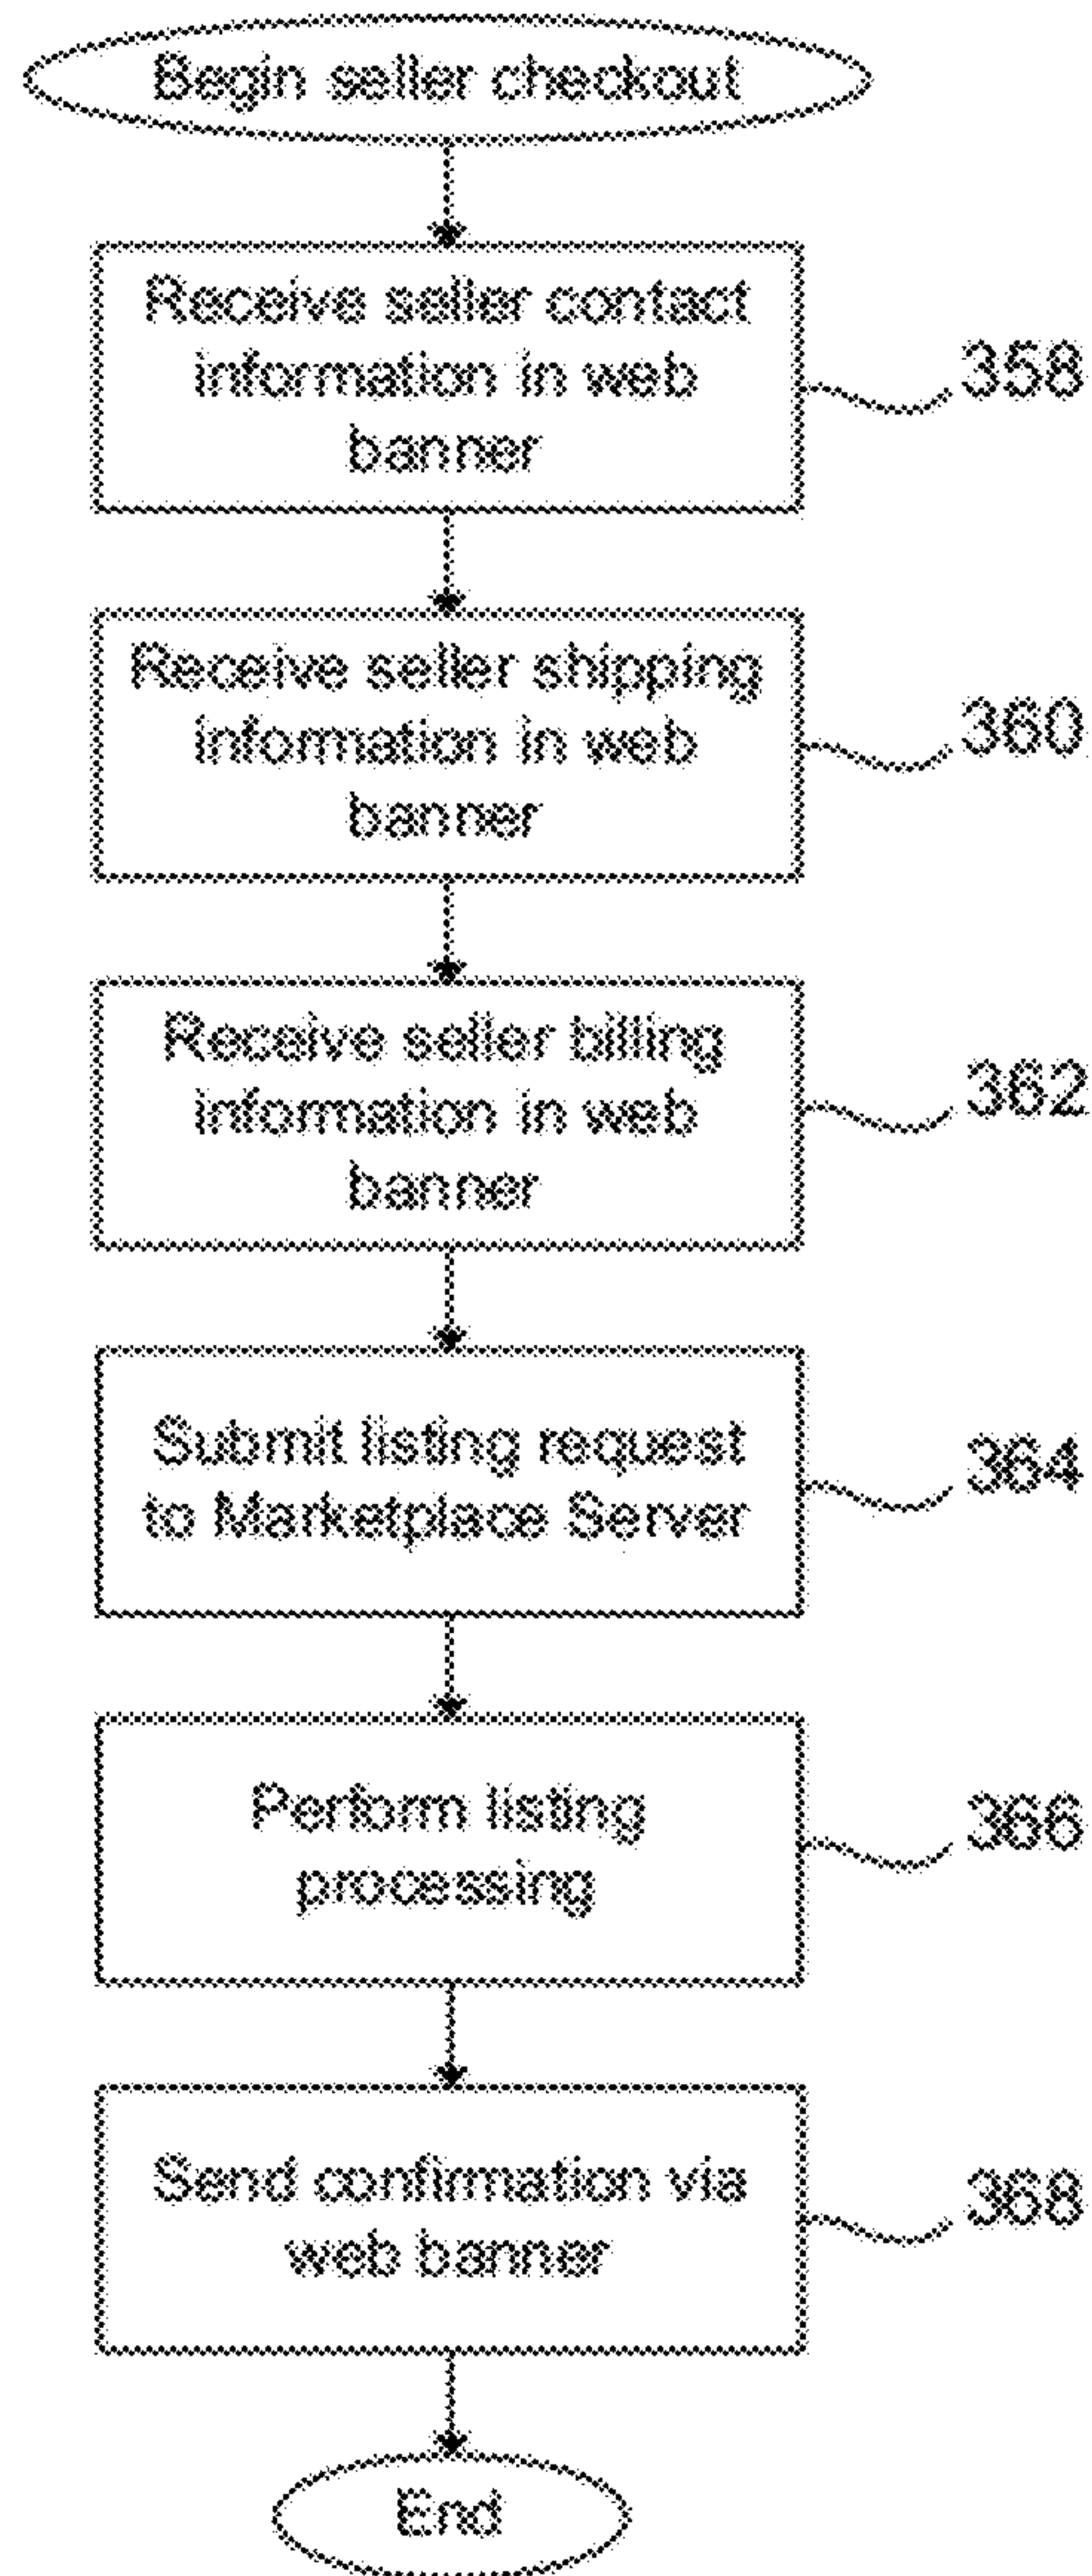 Begin seller checkout
Receive seller contact
information in web
banner
358
Receive seller shipping
information in web
banner
360
Receive seller billing
information in web
banner
362
Submit listing request
to Marketplace Server
364
Perform listing
processing
366
Send confirmation via
web banner
368
End